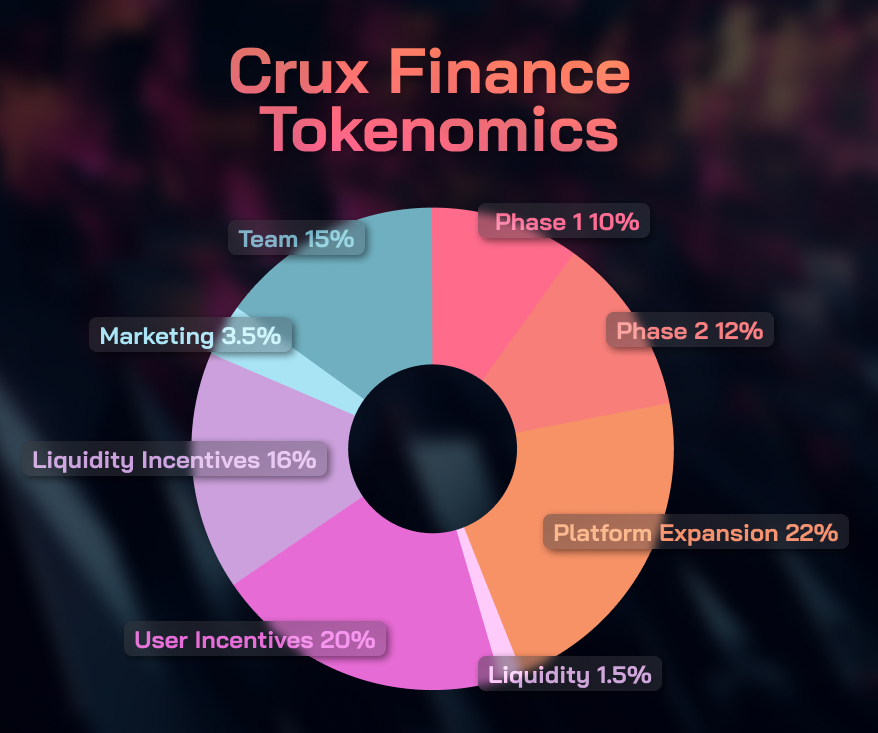 Crux Finance
Tokenomics
Phase 1 10%
Team 15%
Phase 2 12%
Marketing 3.5%
Liquidity Incentives 16%
Platform Expansion 22%
User Incentives 20%
Liquidity 1.5%